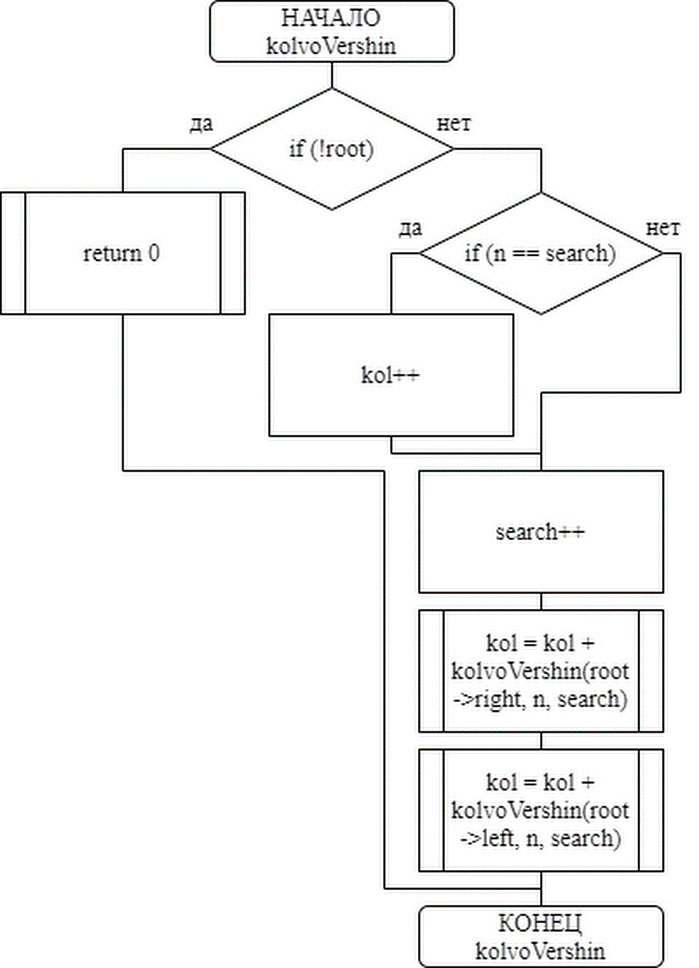 НАЧАЛО
kolvoVershin
да
нет
if (!root)
return 0
да
нет
if (n == search)
kol++
search++
kol = kol +
kolvoVershin(root
->right, n, search)
kol = kol +
kolvoVershin(root
->left, n, search)
КОНЕЦ
kolvoVershin